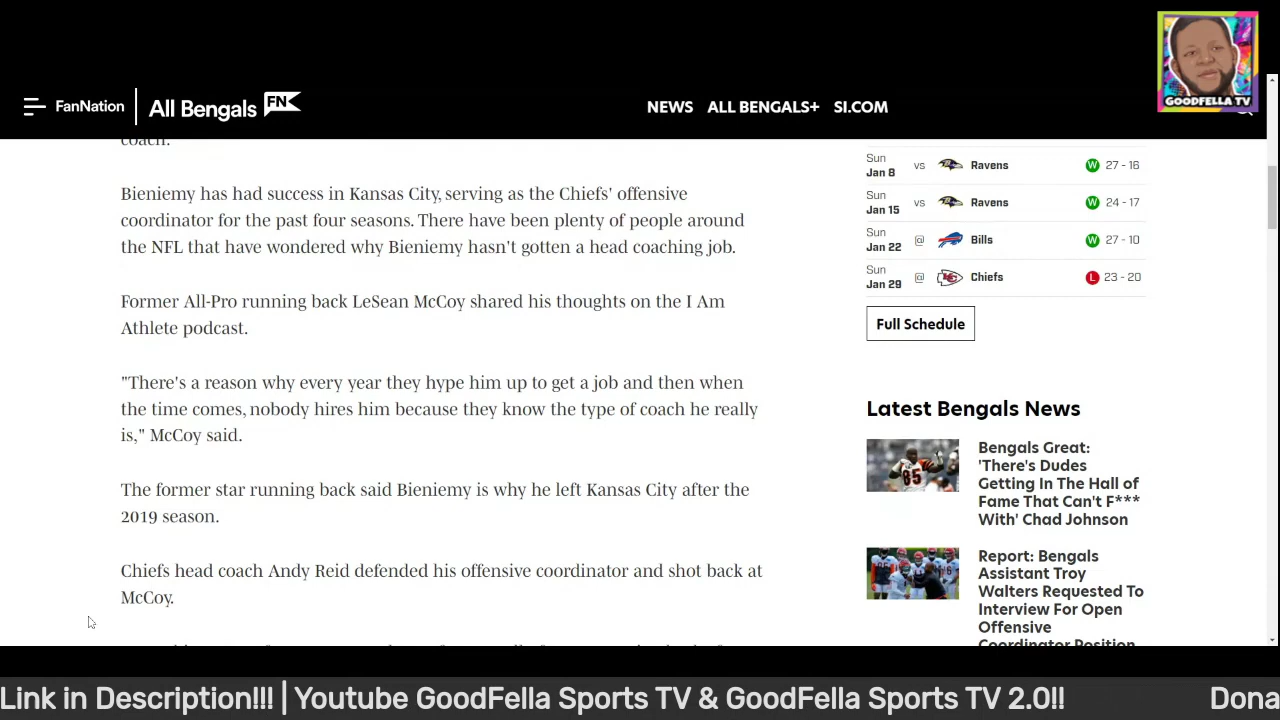 GOODFELLA TV
FanNation
All Bengals FN
NEWS ALL BENGALS+ SI.COM
coach.
Bieniemy has had success in Kansas City, serving as the Chiefs' offensive
coordinator for the past four seasons. There have been plenty of people around
the NFL that have wondered why Bieniemy hasn't gotten a head coaching job.
Former All-Pro running back LeSean McCoy shared his thoughts on the I Am
Athlete podcast.
"There's a reason why every year they hype him up to get a job and then when
the time comes, nobody hires him because they know the type of coach he really
is," McCoy said.
The former star running back said Bieniemy is why he left Kansas City after the
2019 season.
Chiefs head coach Andy Reid defended his offensive coordinator and shot back at
McCoy.
Sun
Jan 8 vs Ravens W 27 - 16
Sun
Jan 15 vs Ravens W 24 - 17
Sun
Jan 22 @ Bills W 27 - 10
Sun
Jan 29 @ Chiefs L 23 - 20
Full Schedule
Latest Bengals News
Bengals Great:
'There's Dudes
Getting In The Hall of
Fame That Can't F***
With' Chad Johnson
85
Report: Bengals
Assistant Troy
Walters Requested To
Interview For Open
Offensive
Coordinator Position
Link in Description!!! | Youtube GoodFella Sports TV & GoodFella Sports TV 2.0!! Dona